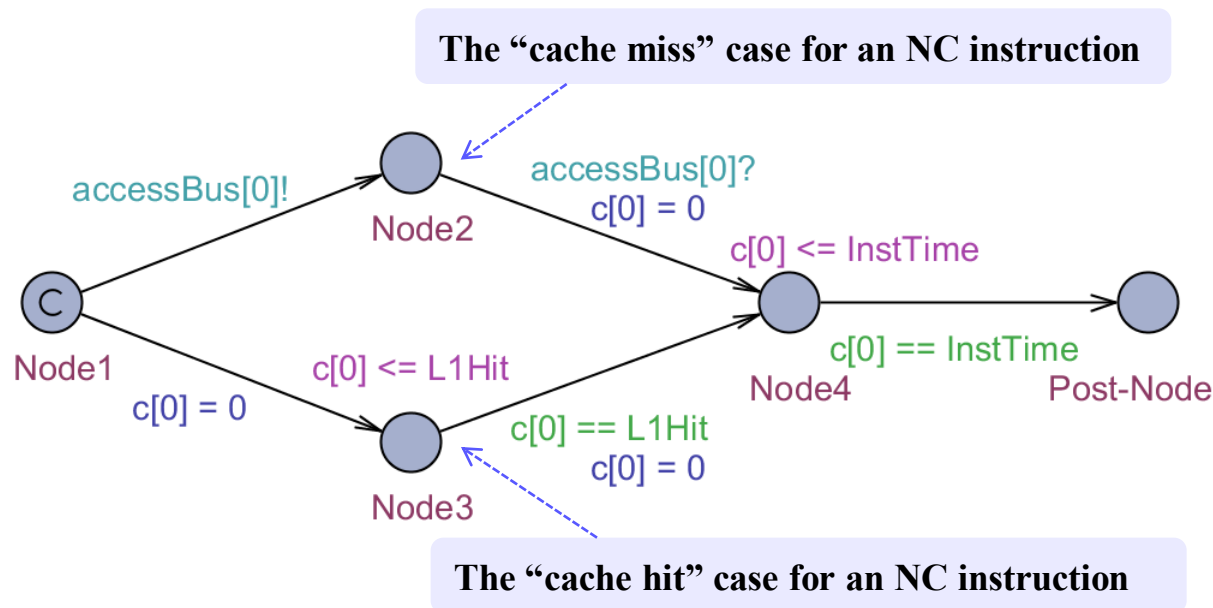 The “cache miss” case for an NC instruction
accessBus[0]!
Node2
accessBus[0]?
c[0] = 0
c[0] <= InstTime
C
Node1
c[0] = 0
c[0] <= L1Hit
Node3
c[0] == L1Hit
c[0] = 0
Node4
c[0] == InstTime
Post-Node
The “cache hit” case for an NC instruction